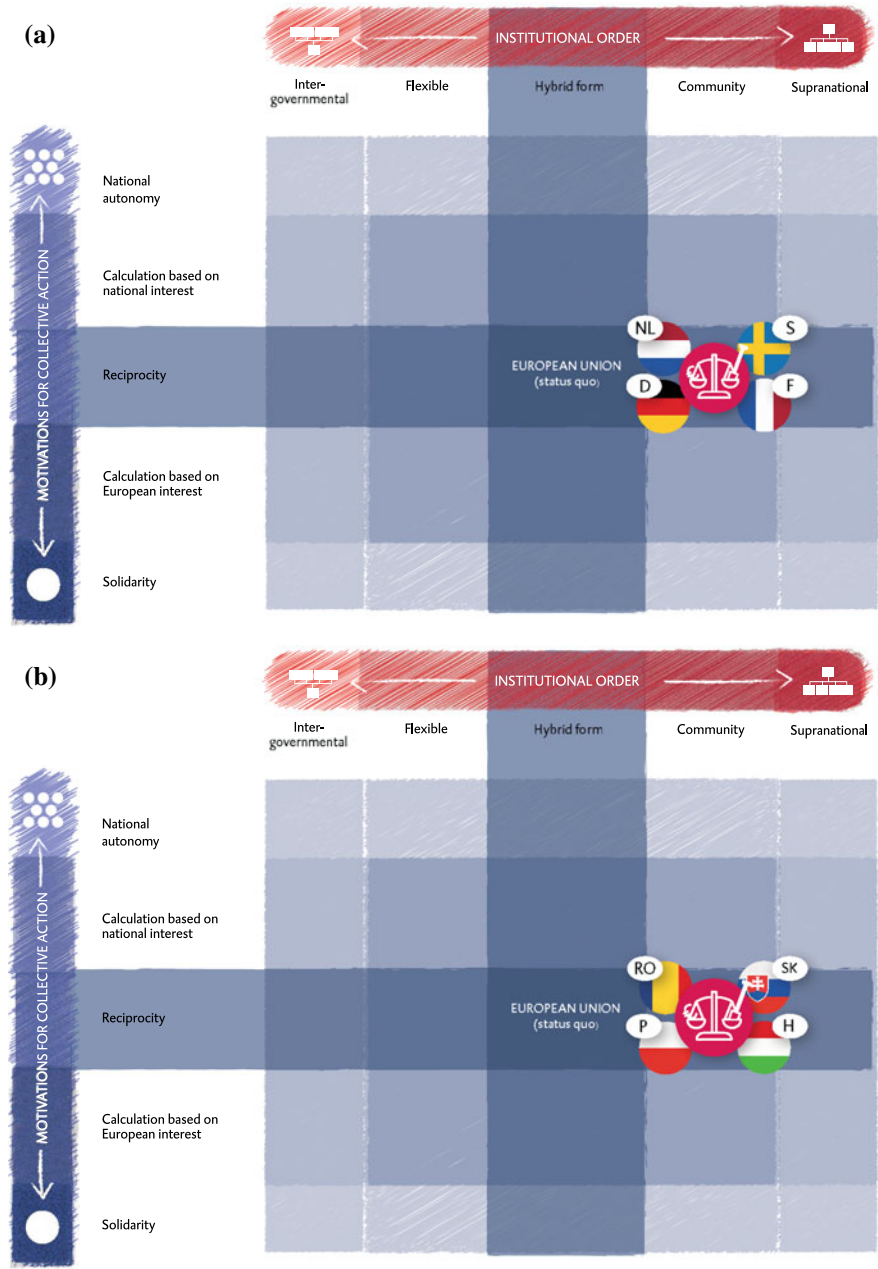 (a)
INSTITUTIONAL ORDER
Inter-
governmental
Flexible
Hybrid form
Community
Supranational
MOTIVATIONS FOR COLLECTIVE ACTION
National
autonomy
Calculation based on
national interest
Reciprocity
Calculation based on
European interest
Solidarity
EUROPEAN UNION
(status quo)
NL
S
D
F
(b)
INSTITUTIONAL ORDER
Inter-
governmental
Flexible
Hybrid form
Community
Supranational
MOTIVATIONS FOR COLLECTIVE ACTION
National
autonomy
Calculation based on
national interest
Reciprocity
Calculation based on
European interest
Solidarity
EUROPEAN UNION
(status quo)
RO
SK
P
H